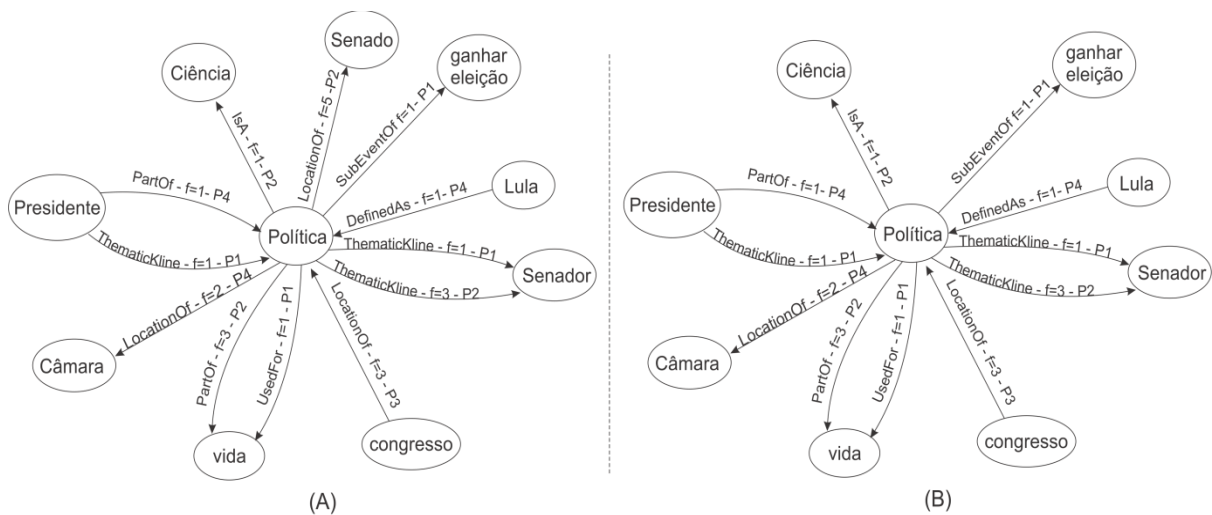 Senado
ganhar
eleição
Ciência
LocationOf - f=5 - P2
IsA - f=1- P2
SubEventOf f=1- P1
PartOf - f=1- P4
Lula
DefinedAs - f=1- P4
Presidente
Política
ThematicKline - f=1 - P1
ThematicKline - f=1 - P1
ThematicKline - f=3 - P2
Senador
LocationOf - f=2 - P4
LocationOf - f=3 - P3
Câmara
PartOf - f=3 - P2
UsedFor - f=1 - P1
vida
congresso
(A)
ganhar
eleição
Ciência
IsA - f=1- P2
SubEventOf f=1- P1
PartOf - f=1- P4
Lula
DefinedAs - f=1- P4
Presidente
Política
ThematicKline - f=1 - P1
ThematicKline - f=1 - P1
ThematicKline - f=3 - P2
Senador
LocationOf - f=2 - P4
LocationOf - f=3 - P3
Câmara
PartOf - f=3 - P2
UsedFor - f=1 - P1
vida
congresso
(B)